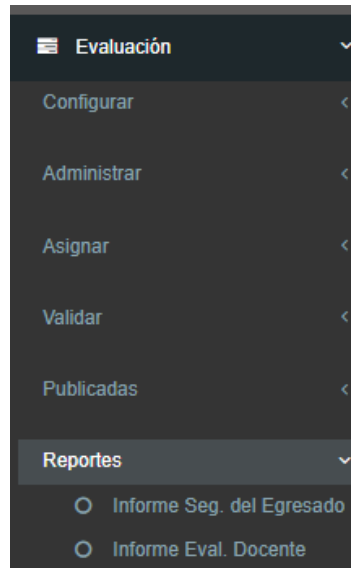 Evaluación
Configurar
Administrar
Asignar
Validar
Publicadas
Reportes
Informe Seg. del Egresado
Informe Eval. Docente